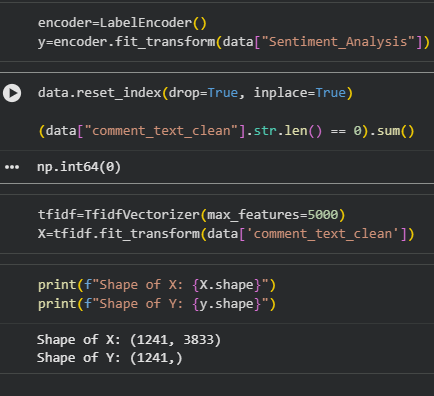 encoder=LabelEncoder()
y=encoder.fit_transform(data["Sentiment_Analysis"])
data.reset_index(drop=True, inplace=True)
(data["comment_text_clean"].str.len() == 0).sum()
np.int64(0)
tfidf=TfidfVectorizer(max_features=5000)
X=tfidf.fit_transform(data['comment_text_clean'])
print(f"Shape of X: {X.shape}")
print(f"Shape of Y: {y.shape}")
Shape of X: (1241, 3833)
Shape of Y: (1241,)